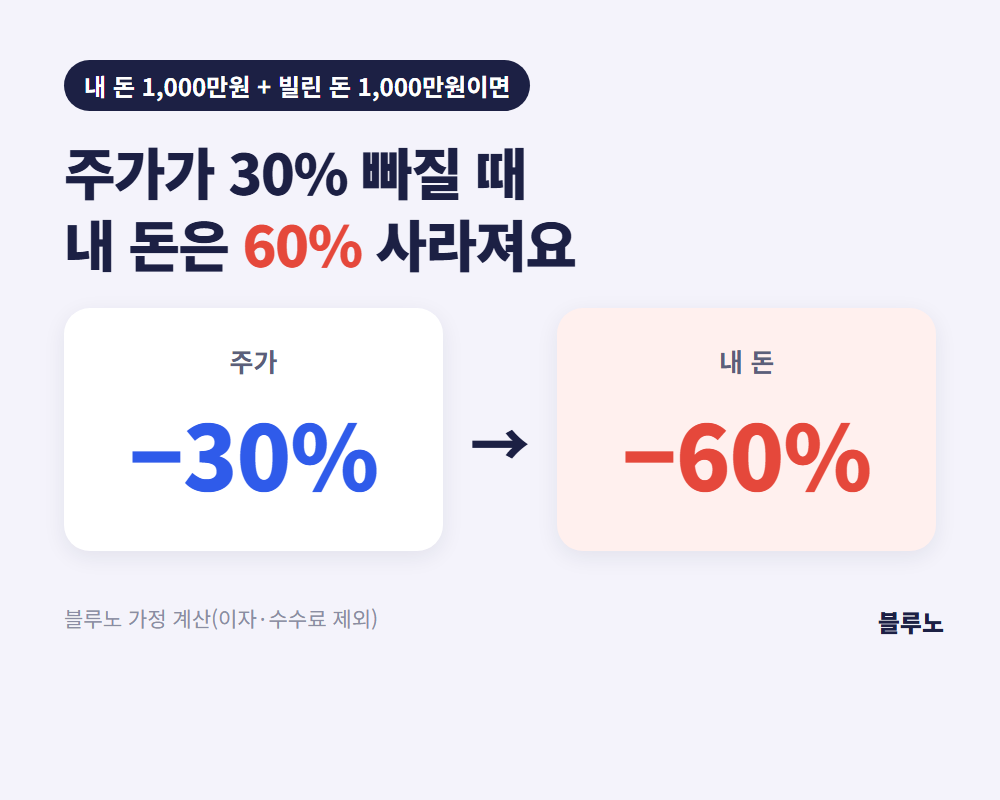 내 돈 1,000만원 + 빌린 돈 1,000만원이면
주가가 30% 빠질 때
내 돈은 60% 사라져요
주가
−30%
→
내 돈
−60%
블루노 가정 계산(이자·수수료 제외)
블루노